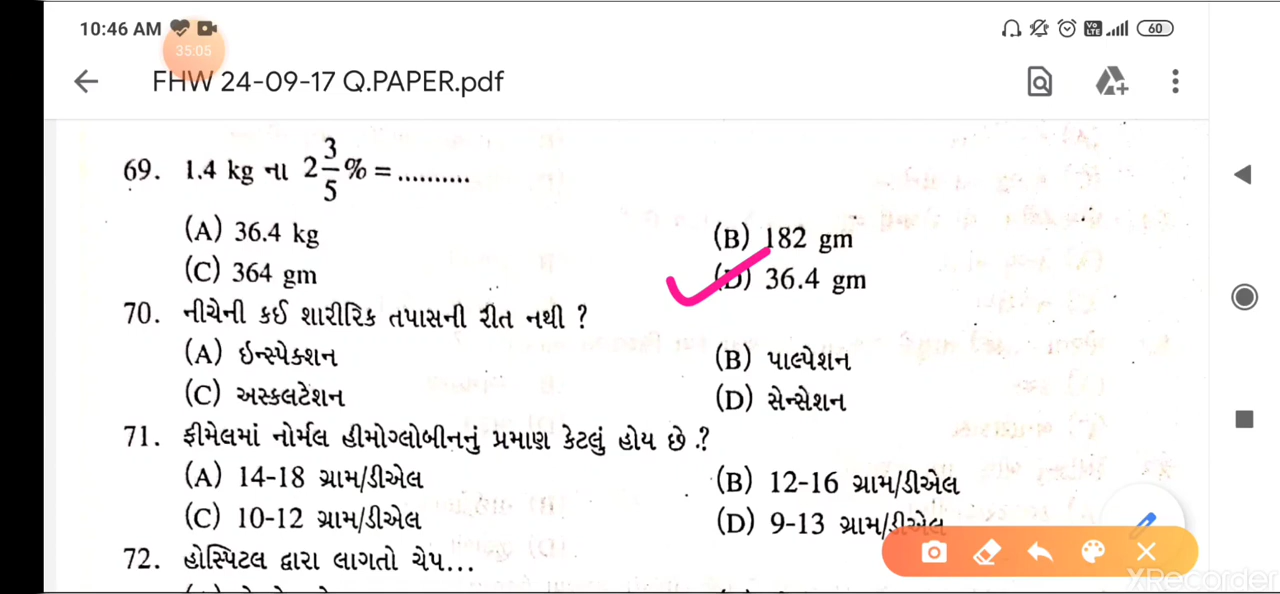 10:46 AM
60
35:05
FHW 24-09-17 Q.PAPER.pdf
69. 1.4 kg ના 2 3/5 % = ..........
(A) 36.4 kg (B) 182 gm
(C) 364 gm (D) 36.4 gm
70. નીચેની કઈ શારીરિક તપાસની રીત નથી ?
(A) ઇન્સ્પેક્શન (B) પાલ્પેશન
(C) અસ્કલટેશન (D) સેન્સેશન
71. ફીમેલમાં નોર્મલ હીમોગ્લોબીનનું પ્રમાણ કેટલું હોય છે .?
(A) 14-18 ગ્રામ/ડીએલ (B) 12-16 ગ્રામ/ડીએલ
(C) 10-12 ગ્રામ/ડીએલ (D) 9-13 ગ્રામ/ડીએલ
72. હોસ્પિટલ દ્વારા લાગતો ચેપ...
XRecorder